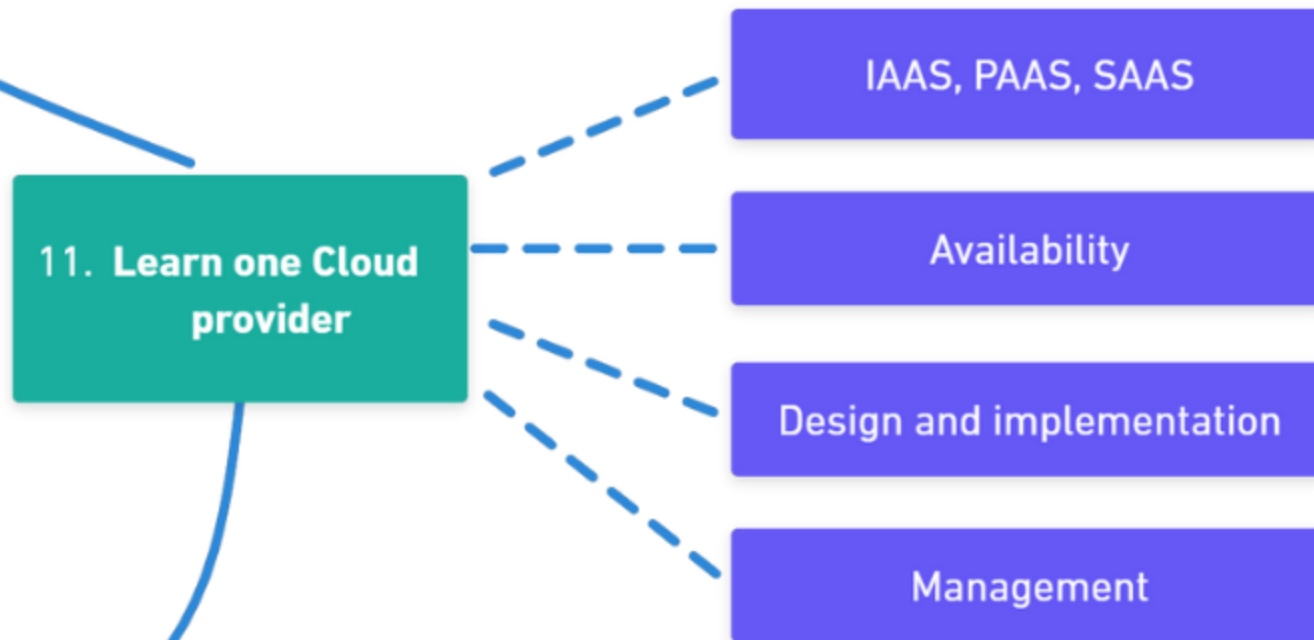 IAAS, PAAS, SAAS
11. Learn one Cloud
provider
Availability
Design and implementation
Management